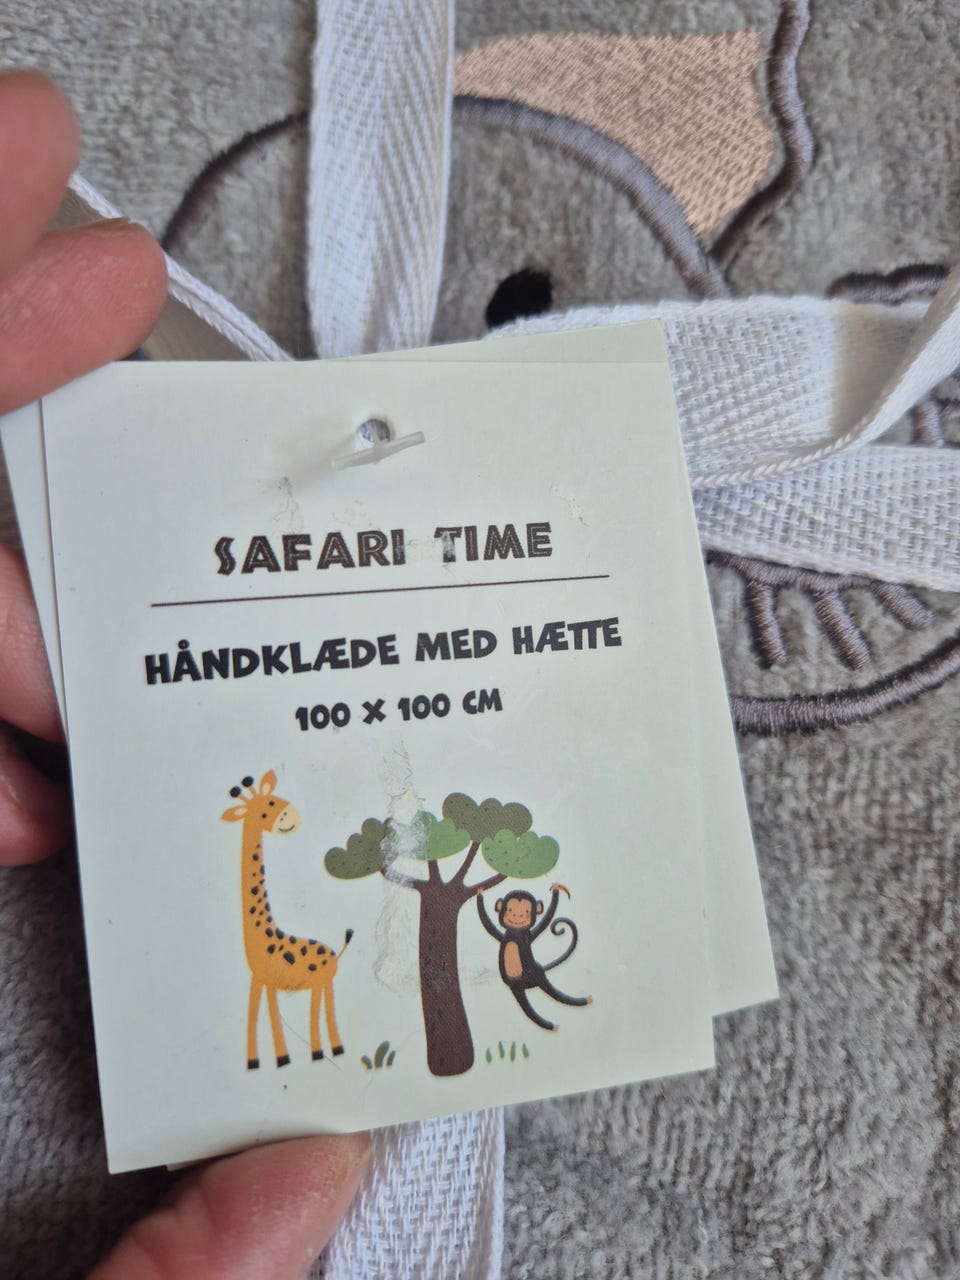 SAFARI TIME
HÅNDKLÆDE MED HÆTTE
100 X 100 CM